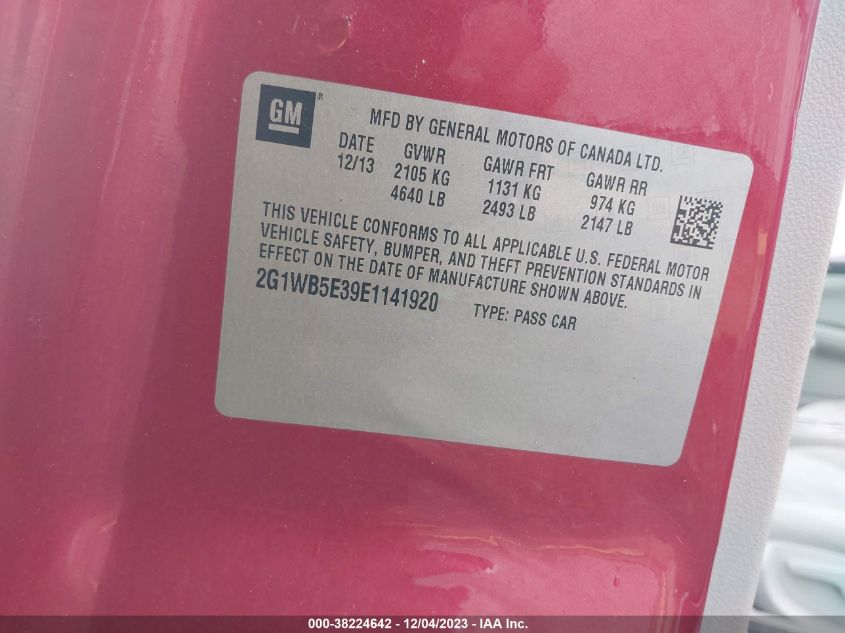 GM ®
MFD BY GENERAL MOTORS OF CANADA LTD.
DATE GVWR GAWR FRT GAWR RR
12/13 2105 KG 1131 KG 974 KG
4640 LB 2493 LB 2147 LB
THIS VEHICLE CONFORMS TO ALL APPLICABLE U.S. FEDERAL MOTOR
VEHICLE SAFETY, BUMPER, AND THEFT PREVENTION STANDARDS IN
EFFECT ON THE DATE OF MANUFACTURE SHOWN ABOVE.
2G1WB5E39E1141920 TYPE: PASS CAR
000-38224642 - 12/04/2023 - IAA Inc.